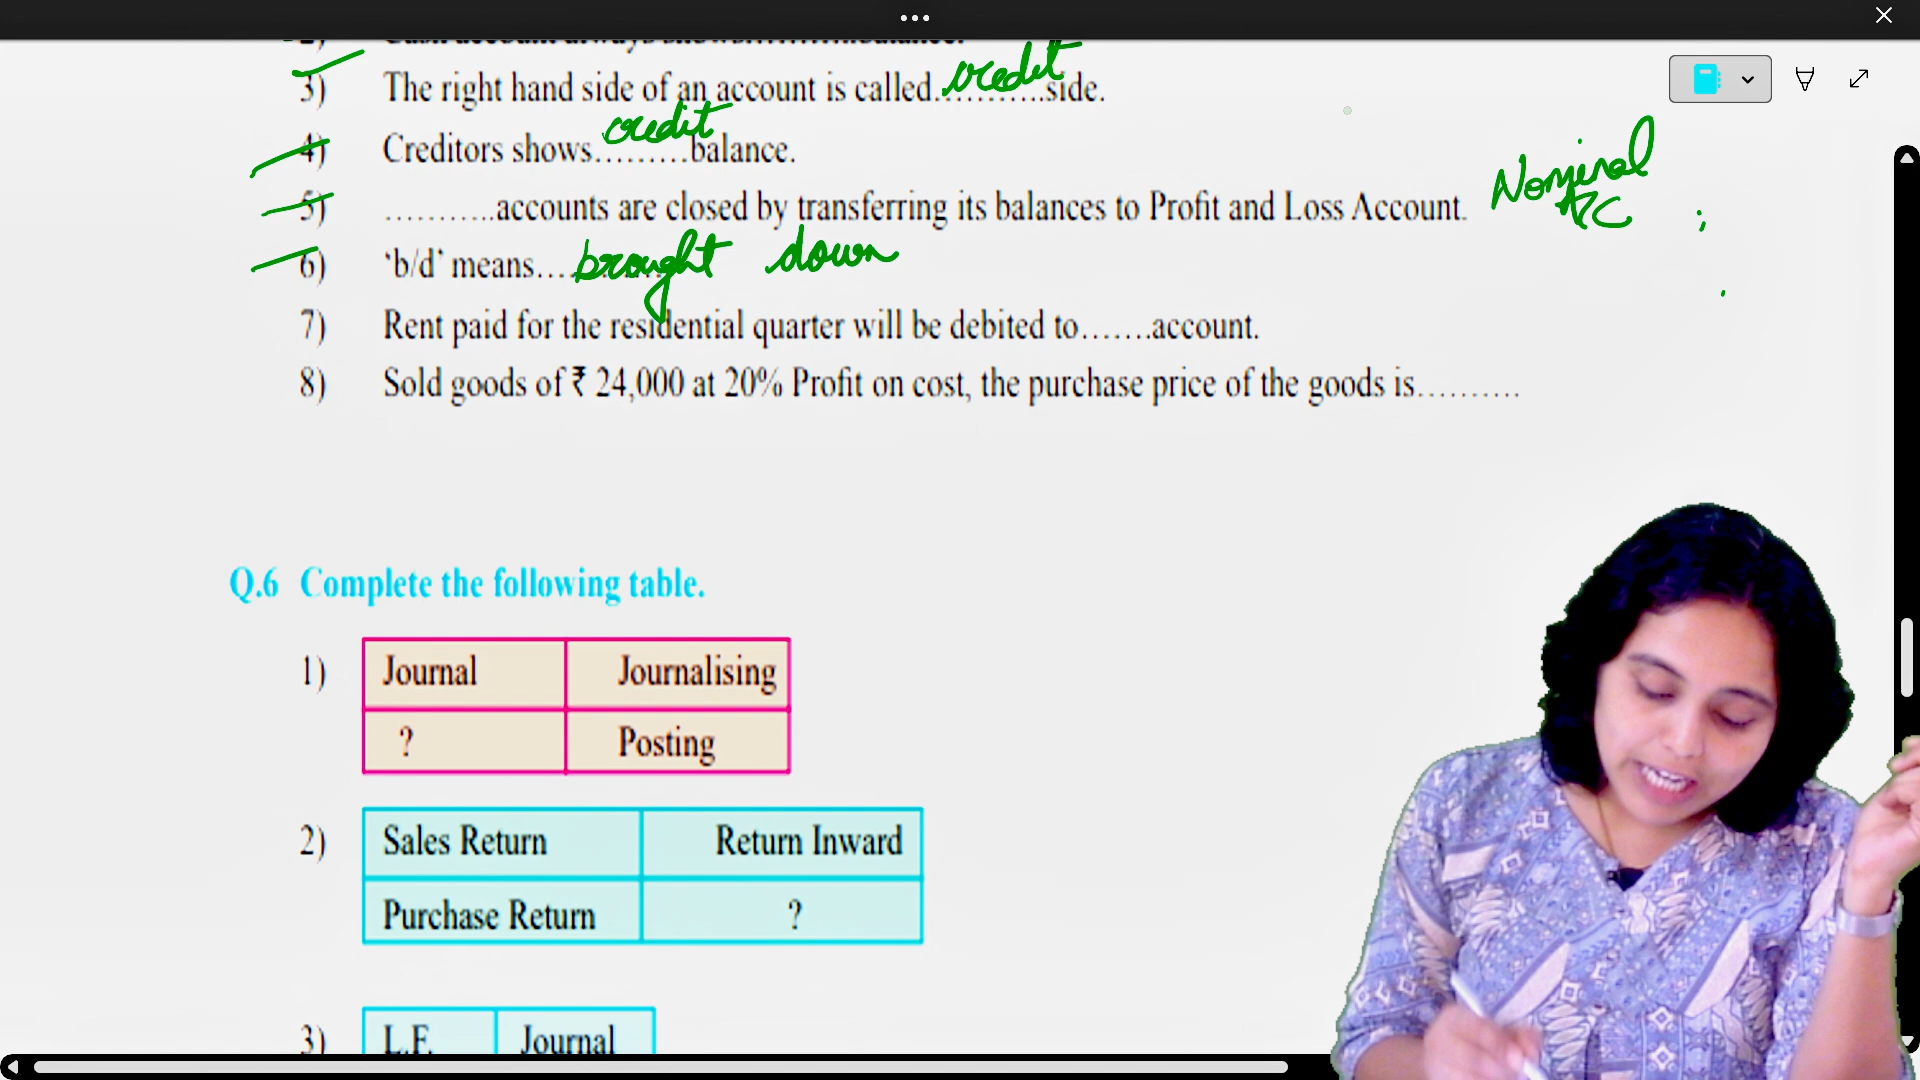 3) The right hand side of an account is called...credit...side.
4) Creditors shows...credit...balance.
5) ...........accounts are closed by transferring its balances to Profit and Loss Account. Nominal A/C ;
6) ‘b/d’ means.... brought down
7) Rent paid for the residential quarter will be debited to.......account.
8) Sold goods of ₹ 24,000 at 20% Profit on cost, the purchase price of the goods is..........
Q.6 Complete the following table.
1) Journal Journalising
? Posting
2) Sales Return Return Inward
Purchase Return ?
3) L.F. Journal